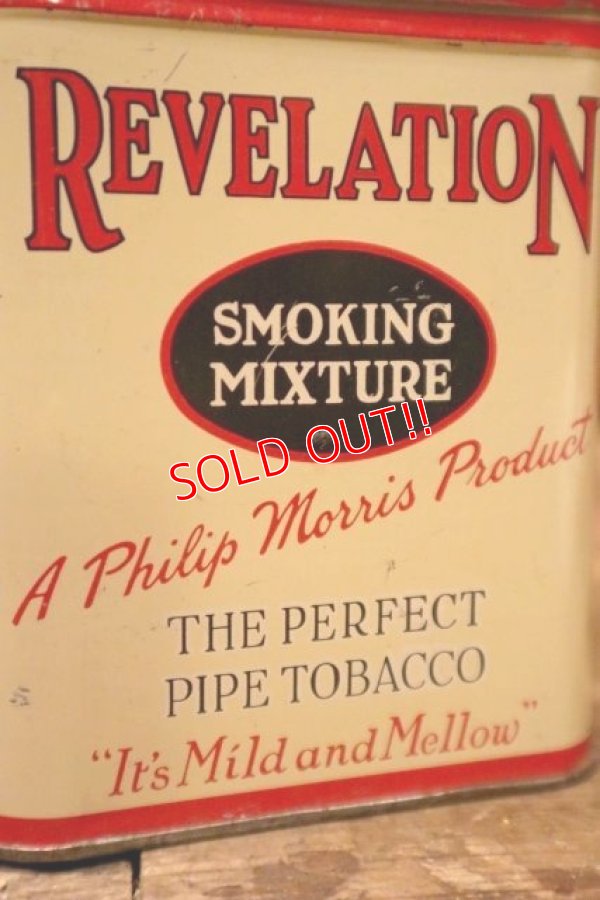 REVELATION
SMOKING
MIXTURE
SOLD OUT!!
A Philip Morris Product
THE PERFECT
PIPE TOBACCO
"It's Mild and Mellow"